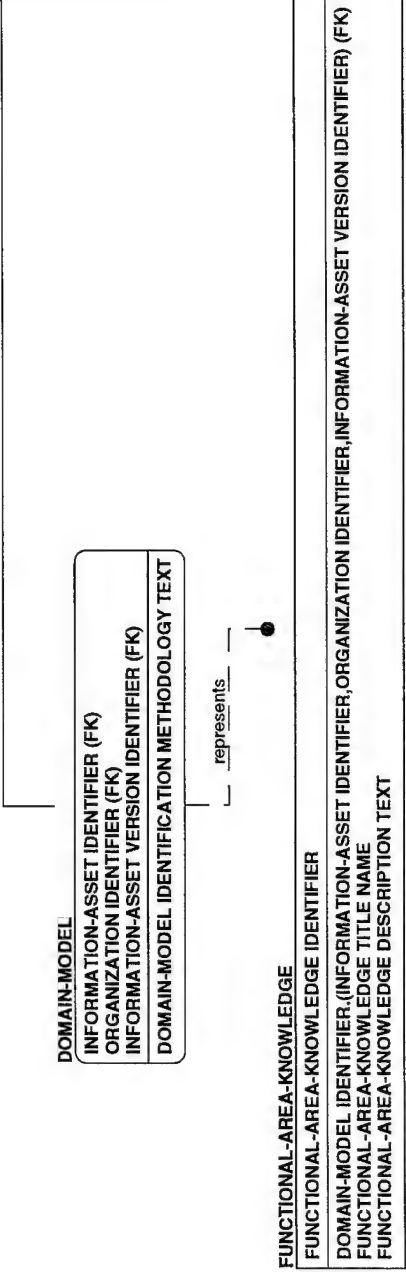 DOMAIN-MODEL
INFORMATION-ASSET IDENTIFIER (FK)
ORGANIZATION IDENTIFIER (FK)
INFORMATION-ASSET VERSION IDENTIFIER (FK)
DOMAIN-MODEL IDENTIFICATION METHODOLOGY TEXT
represents
FUNCTIONAL-AREA-KNOWLEDGE
FUNCTIONAL-AREA-KNOWLEDGE IDENTIFIER
DOMAIN-MODEL IDENTIFIER.(INFORMATION-ASSET IDENTIFIER,ORGANIZATION IDENTIFIER,INFORMATION-ASSET VERSION IDENTIFIER) (FK)
FUNCTIONAL-AREA-KNOWLEDGE TITLE NAME
FUNCTIONAL-AREA-KNOWLEDGE DESCRIPTION TEXT